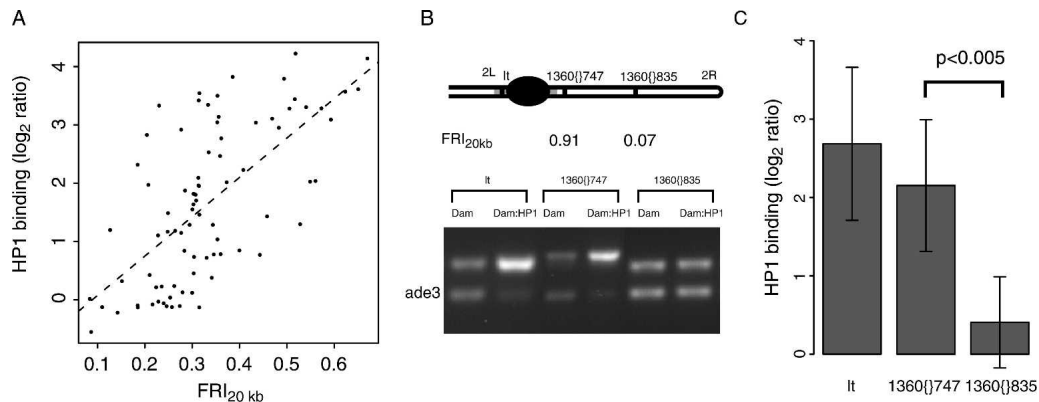 A
HP1 binding (log2 ratio)
4
3
2
1
0
0.1 0.2 0.3 0.4 0.5 0.6
FRI20 kb
B
2L lt 1360{}747 1360{}835 2R
FRI20kb 0.91 0.07
lt 1360{}747 1360{}835
Dam Dam:HP1 Dam Dam:HP1 Dam Dam:HP1
ade3
C
HP1 binding (log2 ratio)
4
3
2
1
0
p<0.005
lt 1360{}747 1360{}835